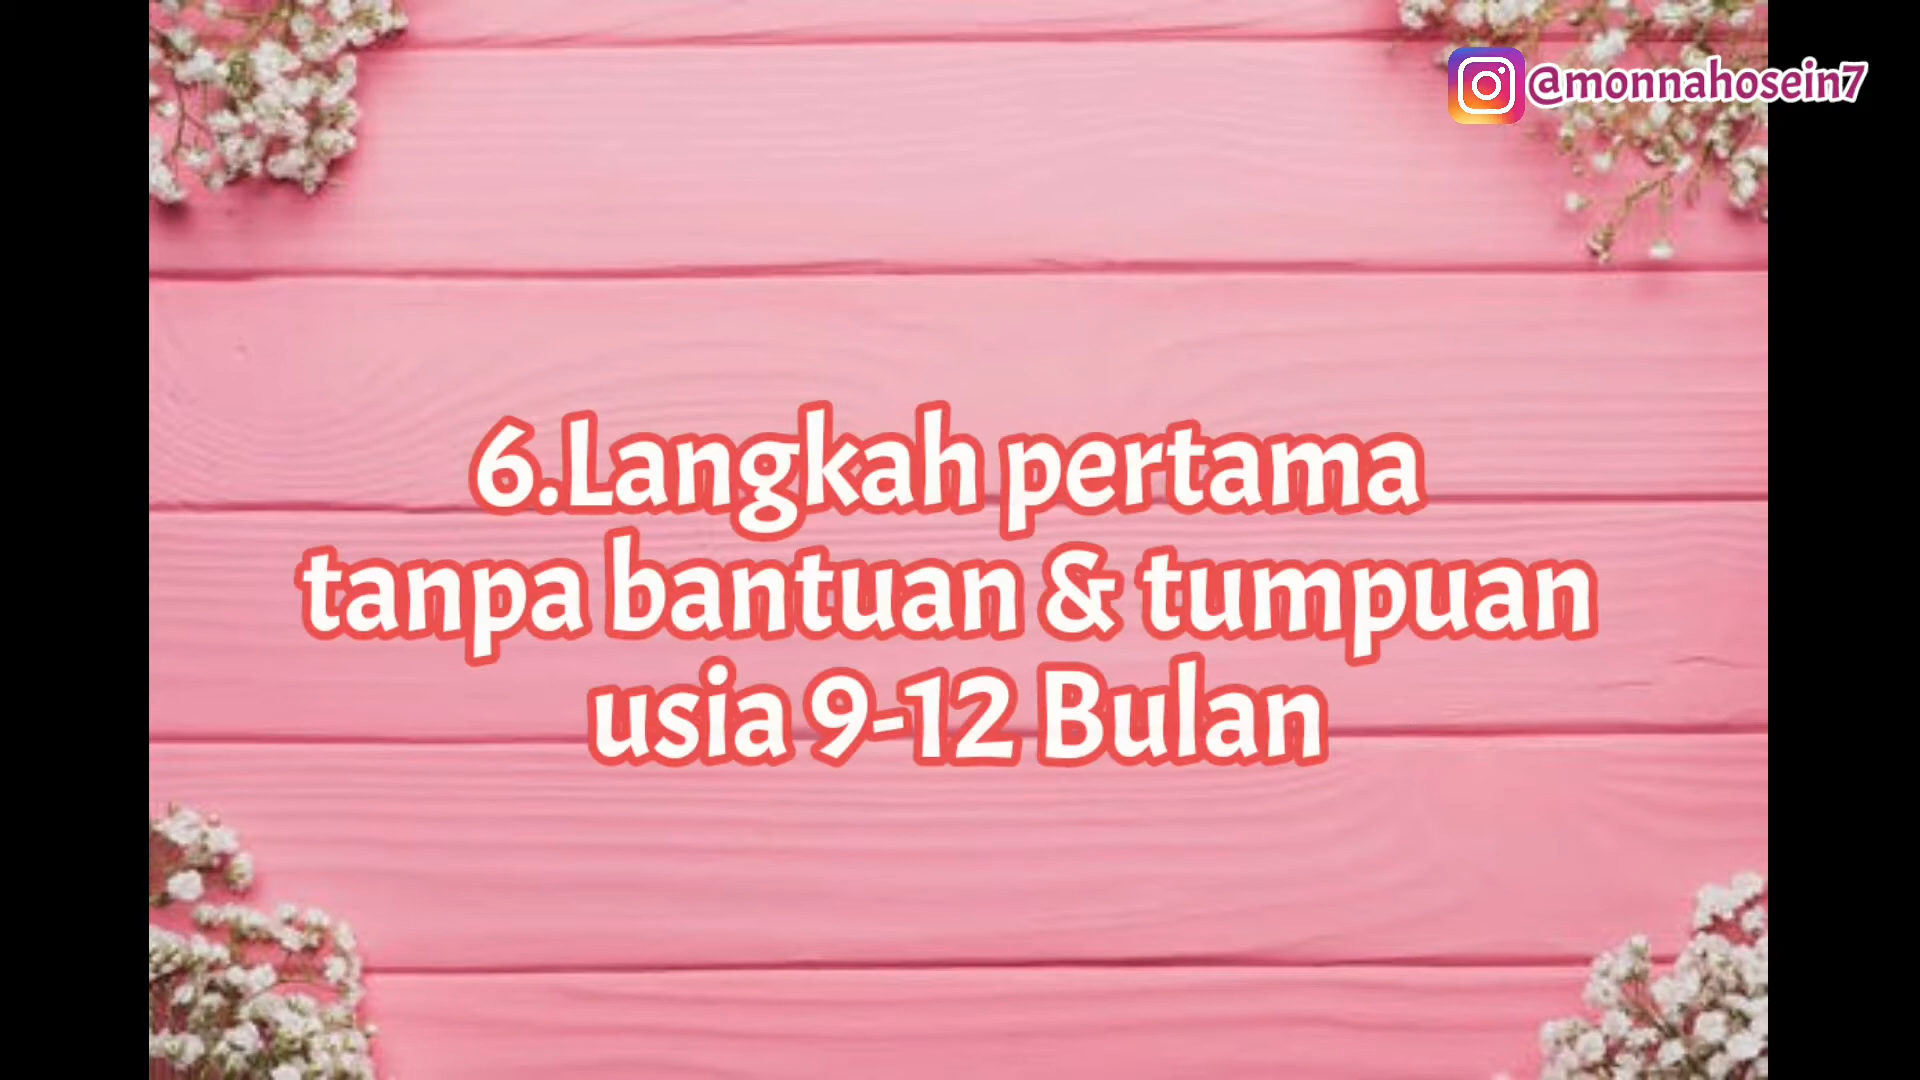 @monnahosein7
6.Langkah pertama
tanpa bantuan & tumpuan
usia 9-12 Bulan